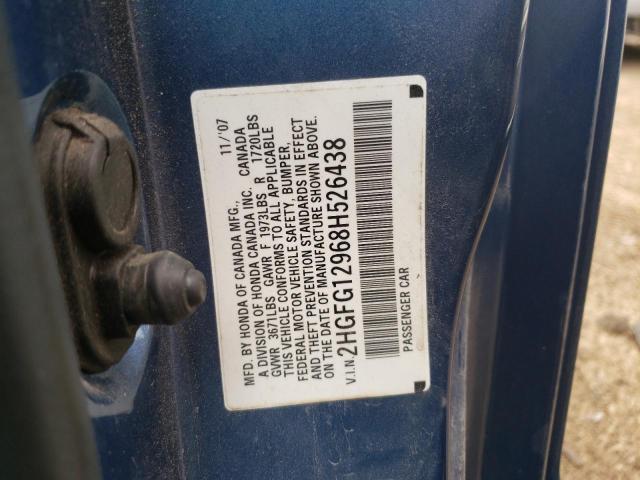 MFD. BY HONDA OF CANADA MFG., 11/'07
A DIVISION OF HONDA CANADA INC. CANADA
GVWR 3671LBS GAWR F 1973LBS R 1720LBS
THIS VEHICLE CONFORMS TO ALL APPLICABLE
FEDERAL MOTOR VEHICLE SAFETY, BUMPER,
AND THEFT PREVENTION STANDARDS IN EFFECT
ON THE DATE OF MANUFACTURE SHOWN ABOVE.
V.I.N. 2HGFG12968H526438
PASSENGER CAR